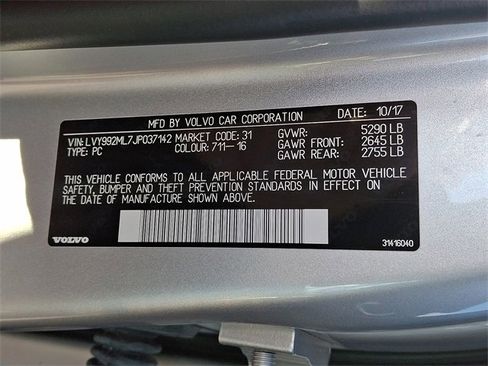 MFD BY VOLVO CAR CORPORATION DATE: 10/17
VIN: LVY992ML7JP037142 MARKET CODE: 31 GVWR: 5290 LB
TYPE: PC COLOUR: 711-16 GAWR FRONT: 2645 LB
GAWR REAR: 2755 LB
THIS VEHICLE CONFORMS TO ALL APPLICABLE FEDERAL MOTOR VEHICLE
SAFETY, BUMPER AND THEFT PREVENTION STANDARDS IN EFFECT ON
THE DATE OF MANUFACTURE SHOWN ABOVE.
VOLVO 31416040